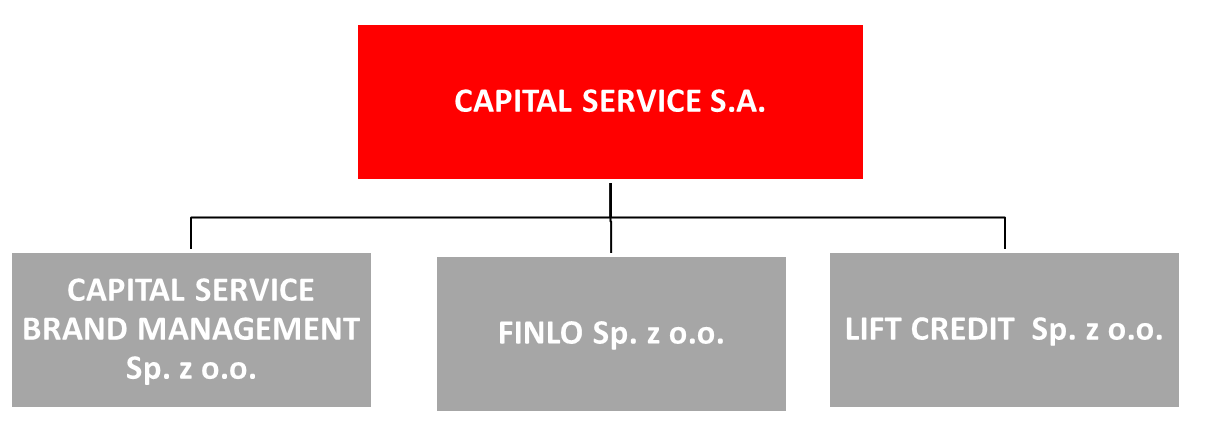 CAPITAL SERVICE S.A.
CAPITAL SERVICE
BRAND MANAGEMENT
Sp. z o.o.
FINLO Sp. z o.o.
LIFT CREDIT  Sp. z o.o.